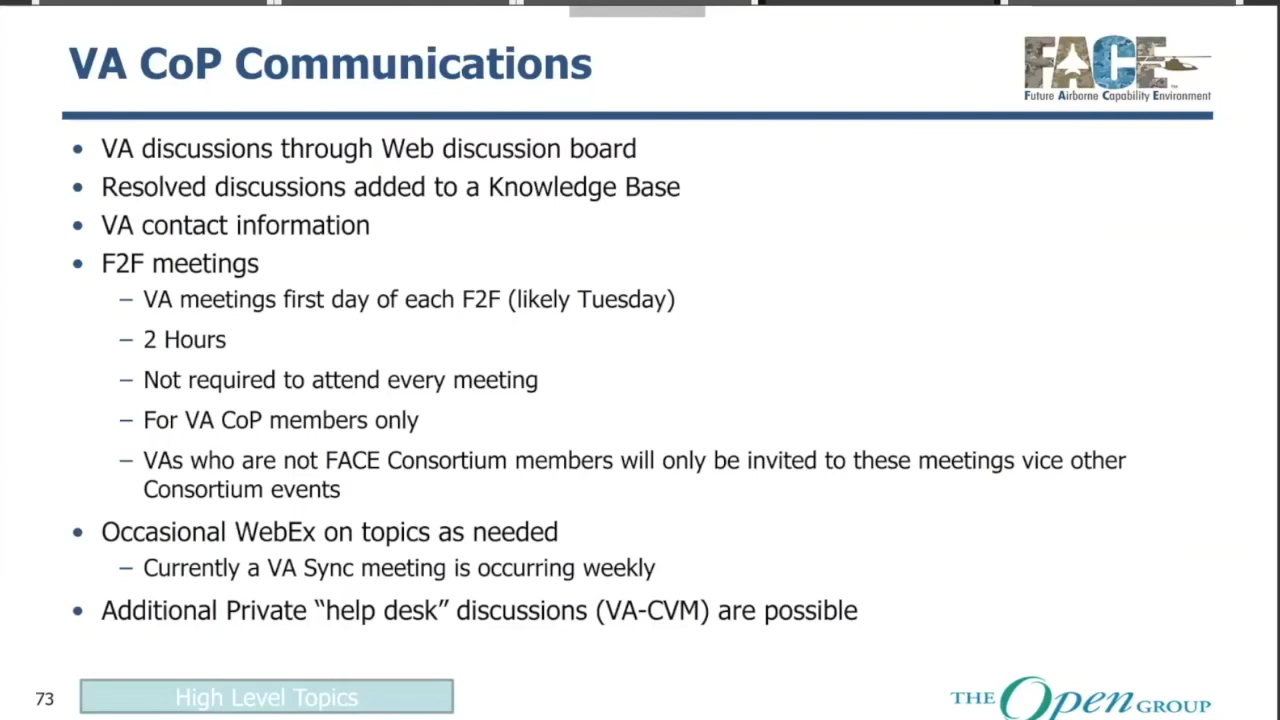 VA CoP Communications
FACE
Future Airborne Capability Environment
• VA discussions through Web discussion board
• Resolved discussions added to a Knowledge Base
• VA contact information
• F2F meetings
– VA meetings first day of each F2F (likely Tuesday)
– 2 Hours
– Not required to attend every meeting
– For VA CoP members only
– VAs who are not FACE Consortium members will only be invited to these meetings vice other
Consortium events
• Occasional WebEx on topics as needed
– Currently a VA Sync meeting is occurring weekly
• Additional Private “help desk” discussions (VA-CVM) are possible
73
High Level Topics
THE Open GROUP